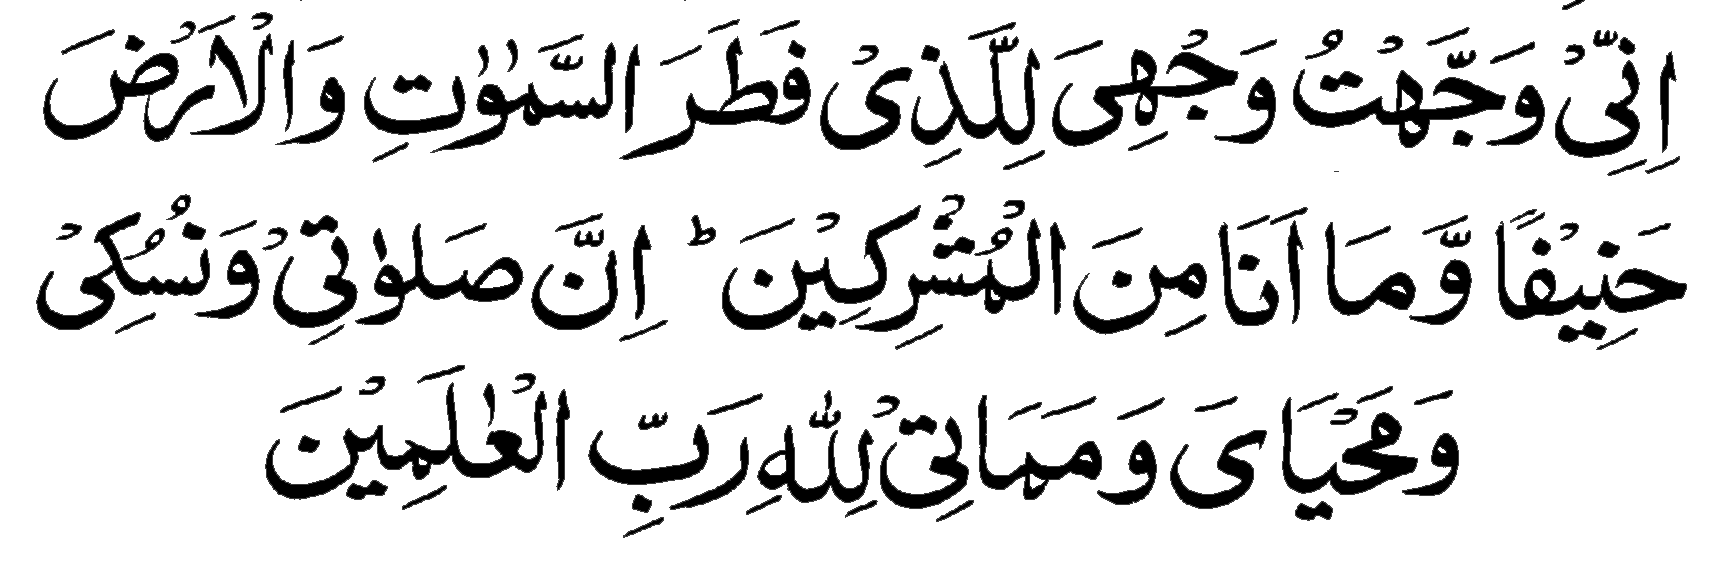 اِنِّىْ وَجَّهْتُ وَجْهِىَ لِلَّذِىْ فَطَرَ السَّمٰوٰتِ وَالْاَرْضَ
حَنِيْفًا وَّمَا اَنَا مِنَ الْمُشْرِكِيْنَ ؕ اِنَّ صَلٰوتِىْ وَنُسُكِىْ
وَمَحْيَاىَ وَمَمَاتِىْ لِلّٰهِ رَبِّ الْعٰلَمِيْنَ